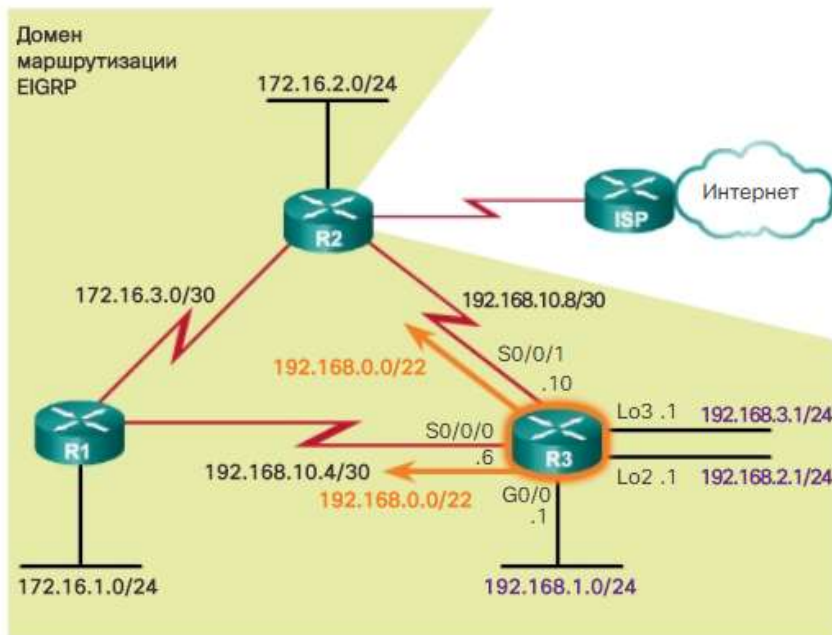 Домен
маршрутизации
EIGRP
172.16.2.0/24
Интернет
ISP
R2
172.16.3.0/30
192.168.10.8/30
S0/0/1
192.168.0.0/22
.10
Lo3 .1
192.168.3.1/24
R1
S0/0/0
R3
.6
192.168.10.4/30
Lo2 .1
192.168.2.1/24
192.168.0.0/22
G0/0
.1
172.16.1.0/24
192.168.1.0/24